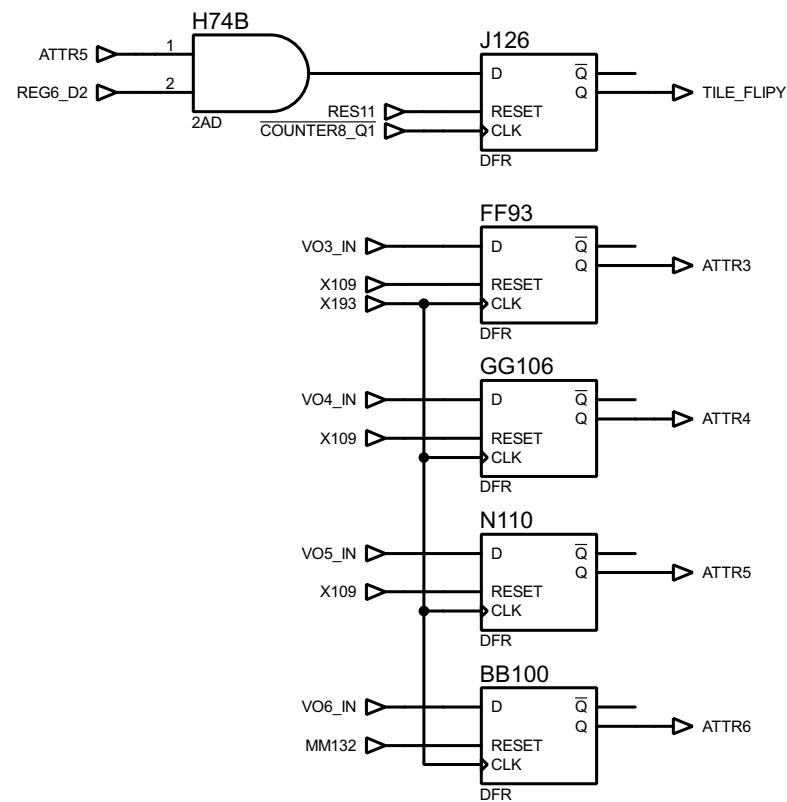 H74B
ATTR5
1
REG6_D2
2
2AD
J126
D
Q
Q
TILE_FLIPY
RES11
RESET
COUNTER8_Q1
CLK
DFR
FF93
VO3_IN
D
Q
Q
ATTR3
X109
RESET
X193
CLK
DFR
GG106
VO4_IN
D
Q
Q
ATTR4
X109
RESET
CLK
DFR
N110
VO5_IN
D
Q
Q
ATTR5
X109
RESET
CLK
DFR
BB100
VO6_IN
D
Q
Q
ATTR6
MM132
RESET
CLK
DFR